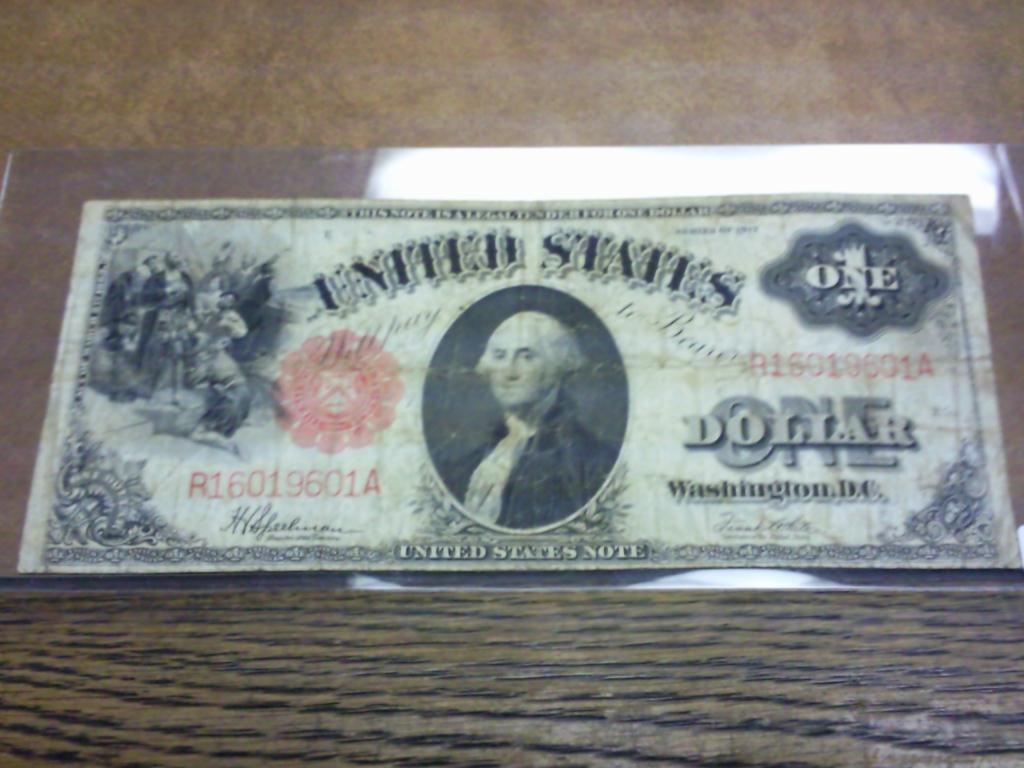 THIS NOTE IS A LEGAL TENDER FOR ONE DOLLAR
SERIES OF 1917
UNITED STATES
ONE
Will pay to Bearer
R16019601A
ONE
DOLLAR
Washington, D.C.
R16019601A
UNITED STATES NOTE